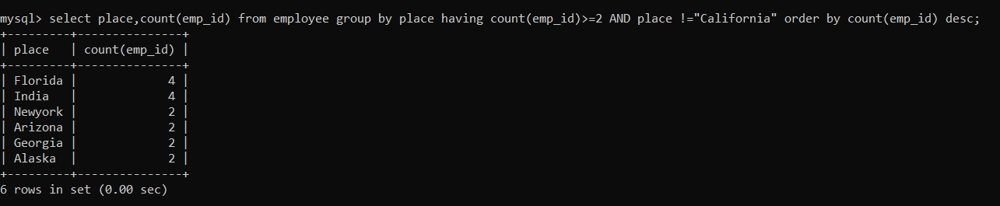 mysql> select place,count(emp_id) from employee group by place having count(emp_id)>=2 AND place !="California" order by count(emp_id) desc;
+---------+---------------+
| place   | count(emp_id) |
+---------+---------------+
| Florida |             4 |
| India   |             4 |
| Newyork |             2 |
| Arizona |             2 |
| Georgia |             2 |
| Alaska  |             2 |
+---------+---------------+
6 rows in set (0.00 sec)